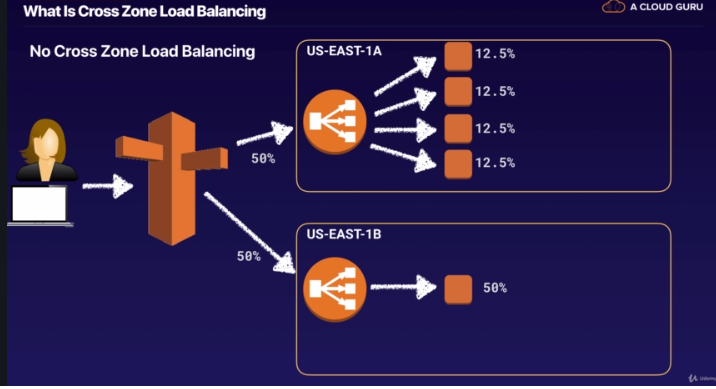 What Is Cross Zone Load Balancing
A CLOUD GURU
No Cross Zone Load Balancing
US-EAST-1A
12.5%
12.5%
12.5%
12.5%
50%
US-EAST-1B
50%
50%
Udemy